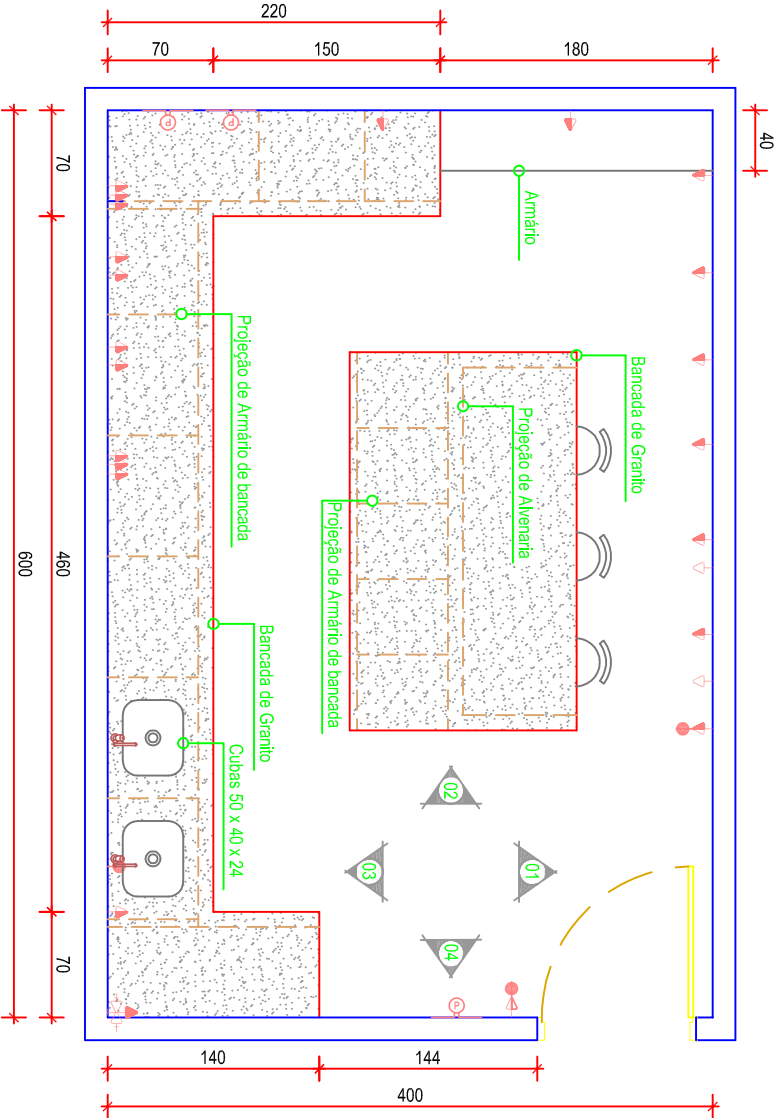 220
70
150
180
40
70
460
600
70
Armário
Bancada de Granito
Projeção de Armário de bancada
Projeção de Alvenaria
Projeção de Armário de bancada
Bancada de Granito
Cubas 50 x 40 x 24
02
03
01
04
P
P
P
140
144
400